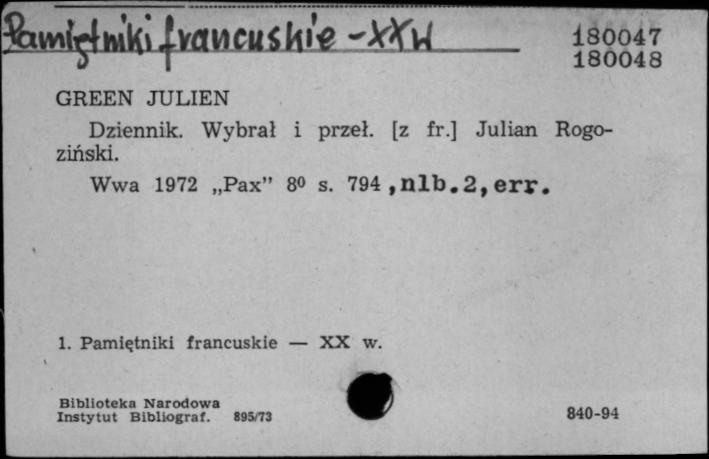 Pamiętniki francuskie - XX w
180047
180048
GREEN JULIEN
Dziennik. Wybrał i przeł. [z fr.] Julian Rogo-
ziński.
Wwa 1972 „Pax” 8⁰ s. 794 ,nlb.2,err.
1. Pamiętniki francuskie — XX w.
Biblioteka Narodowa
Instytut Bibliograf. 895/73
840-94